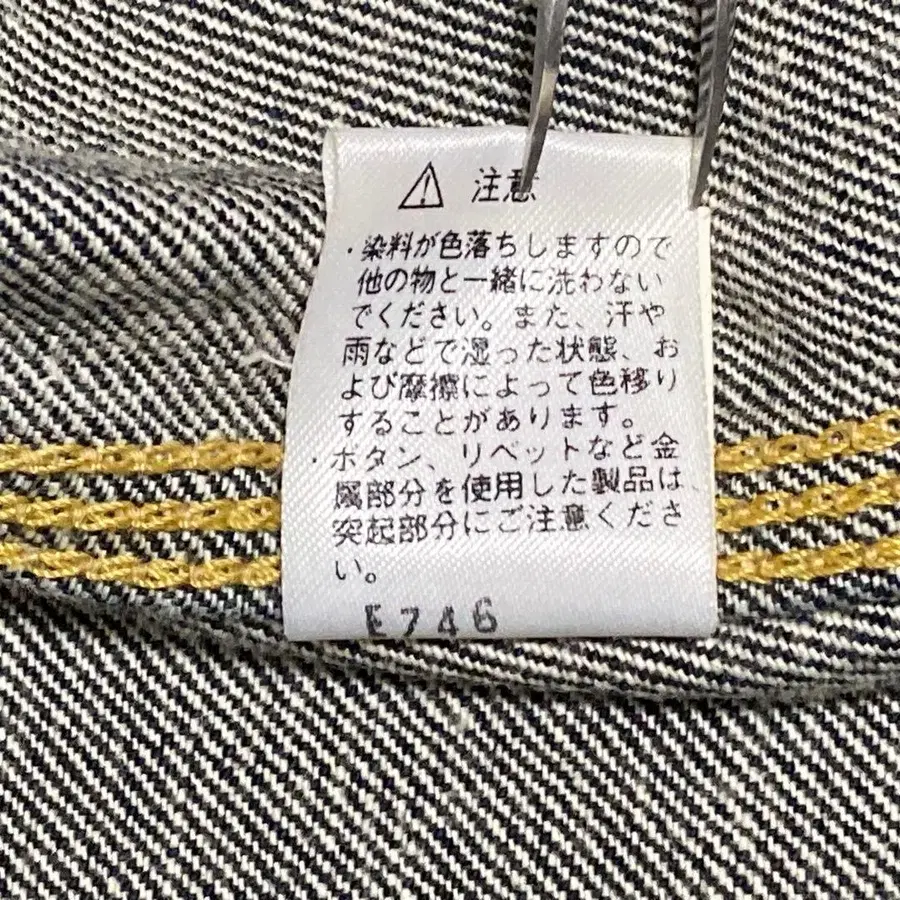 ⚠ 注意
・染料が色落ちしますので
他の物と一緒に洗わない
でください。また、汗や
雨などで湿った状態、お
よび摩擦によって色移り
することがあります。
・ボタン、リベットなど金
属部分を使用した製品は、
突起部分にご注意くださ
い。
E746